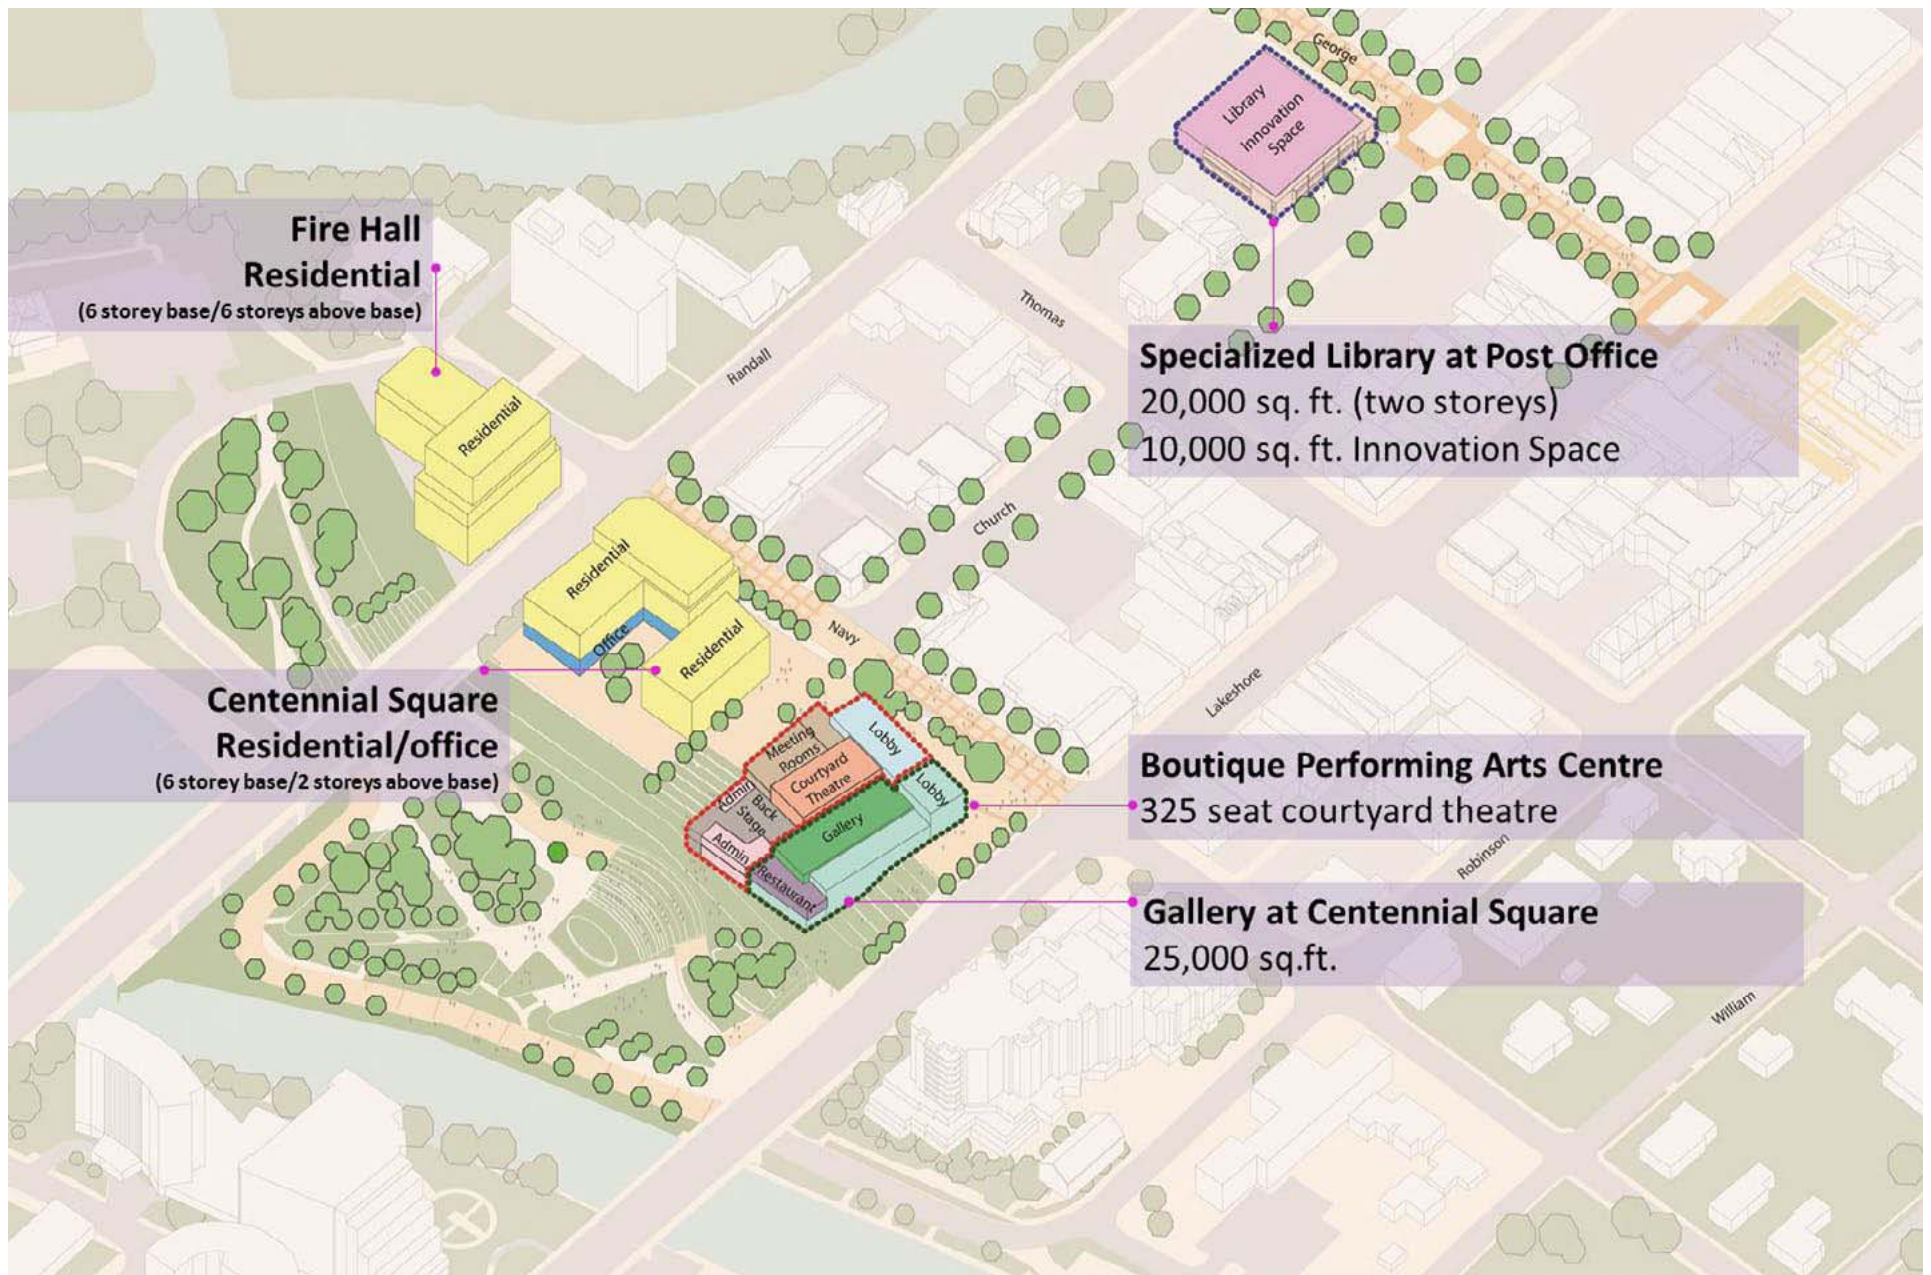 George
Library
innovation
Space
Fire Hall
Residential
(6 storey base/6 storeys above base)
Thomas
Randall
Specialized Library at Post Office
20,000 sq. ft. (two storeys)
10,000 sq. ft. Innovation Space
Residential
Church
Residential
Office
Residential
Navy
Lakeshore
Centennial Square
Residential/office
(6 storey base/2 storeys above base)
Lobby
Meeting
Rooms
Courtyard
Theatre
Lobby
Admin
Back
Stage
Gallery
Admin
Restaurant
Boutique Performing Arts Centre
325 seat courtyard theatre
Robinson
Gallery at Centennial Square
25,000 sq.ft.
William